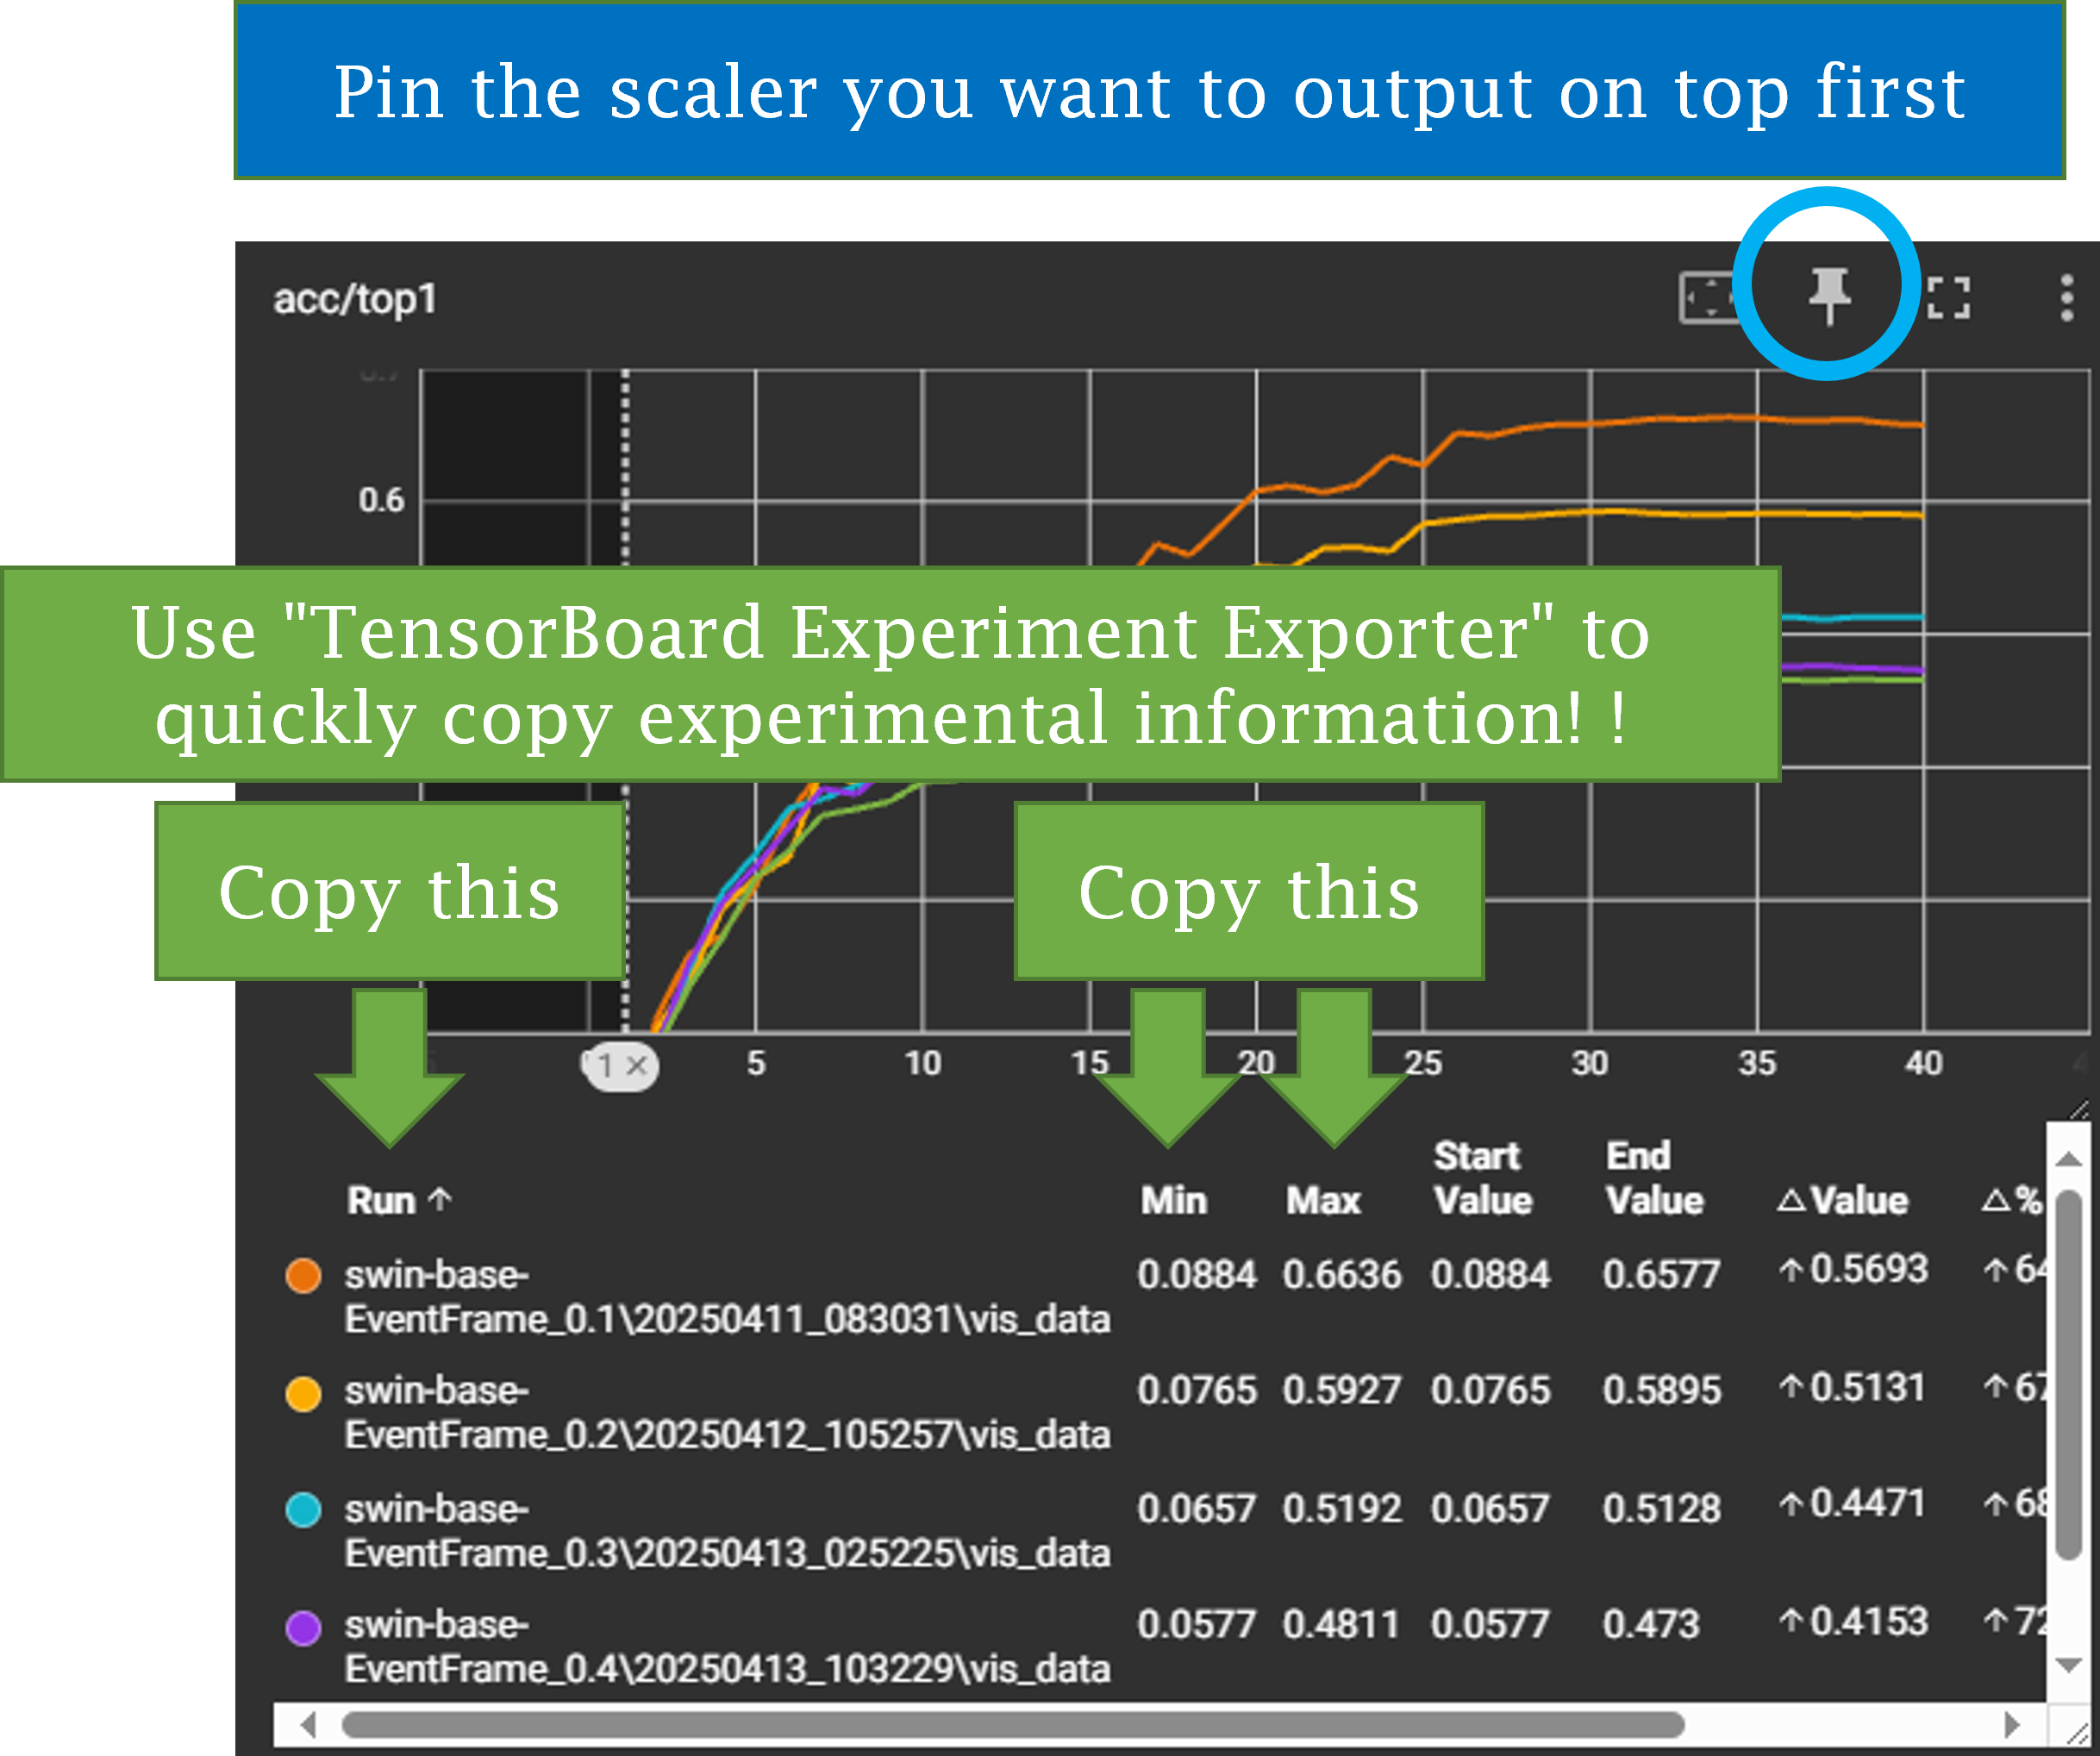 Pin the scaler you want to output on top first
acc/top1
0.6
Use "TensorBoard Experiment Exporter" to
quickly copy experimental information! !
Copy this
Copy this
1 ×
5 10 15 20 25 30 35 40
Run ↑ Min Max Start Value End Value △ Value △ %
swin-base- 0.0884 0.6636 0.0884 0.6577 ↑ 0.5693
EventFrame_0.1\20250411_083031\vis_data
swin-base- 0.0765 0.5927 0.0765 0.5895 ↑ 0.5131
EventFrame_0.2\20250412_105257\vis_data
swin-base- 0.0657 0.5192 0.0657 0.5128 ↑ 0.4471
EventFrame_0.3\20250413_025225\vis_data
swin-base- 0.0577 0.4811 0.0577 0.473 ↑ 0.4153
EventFrame_0.4\20250413_103229\vis_data